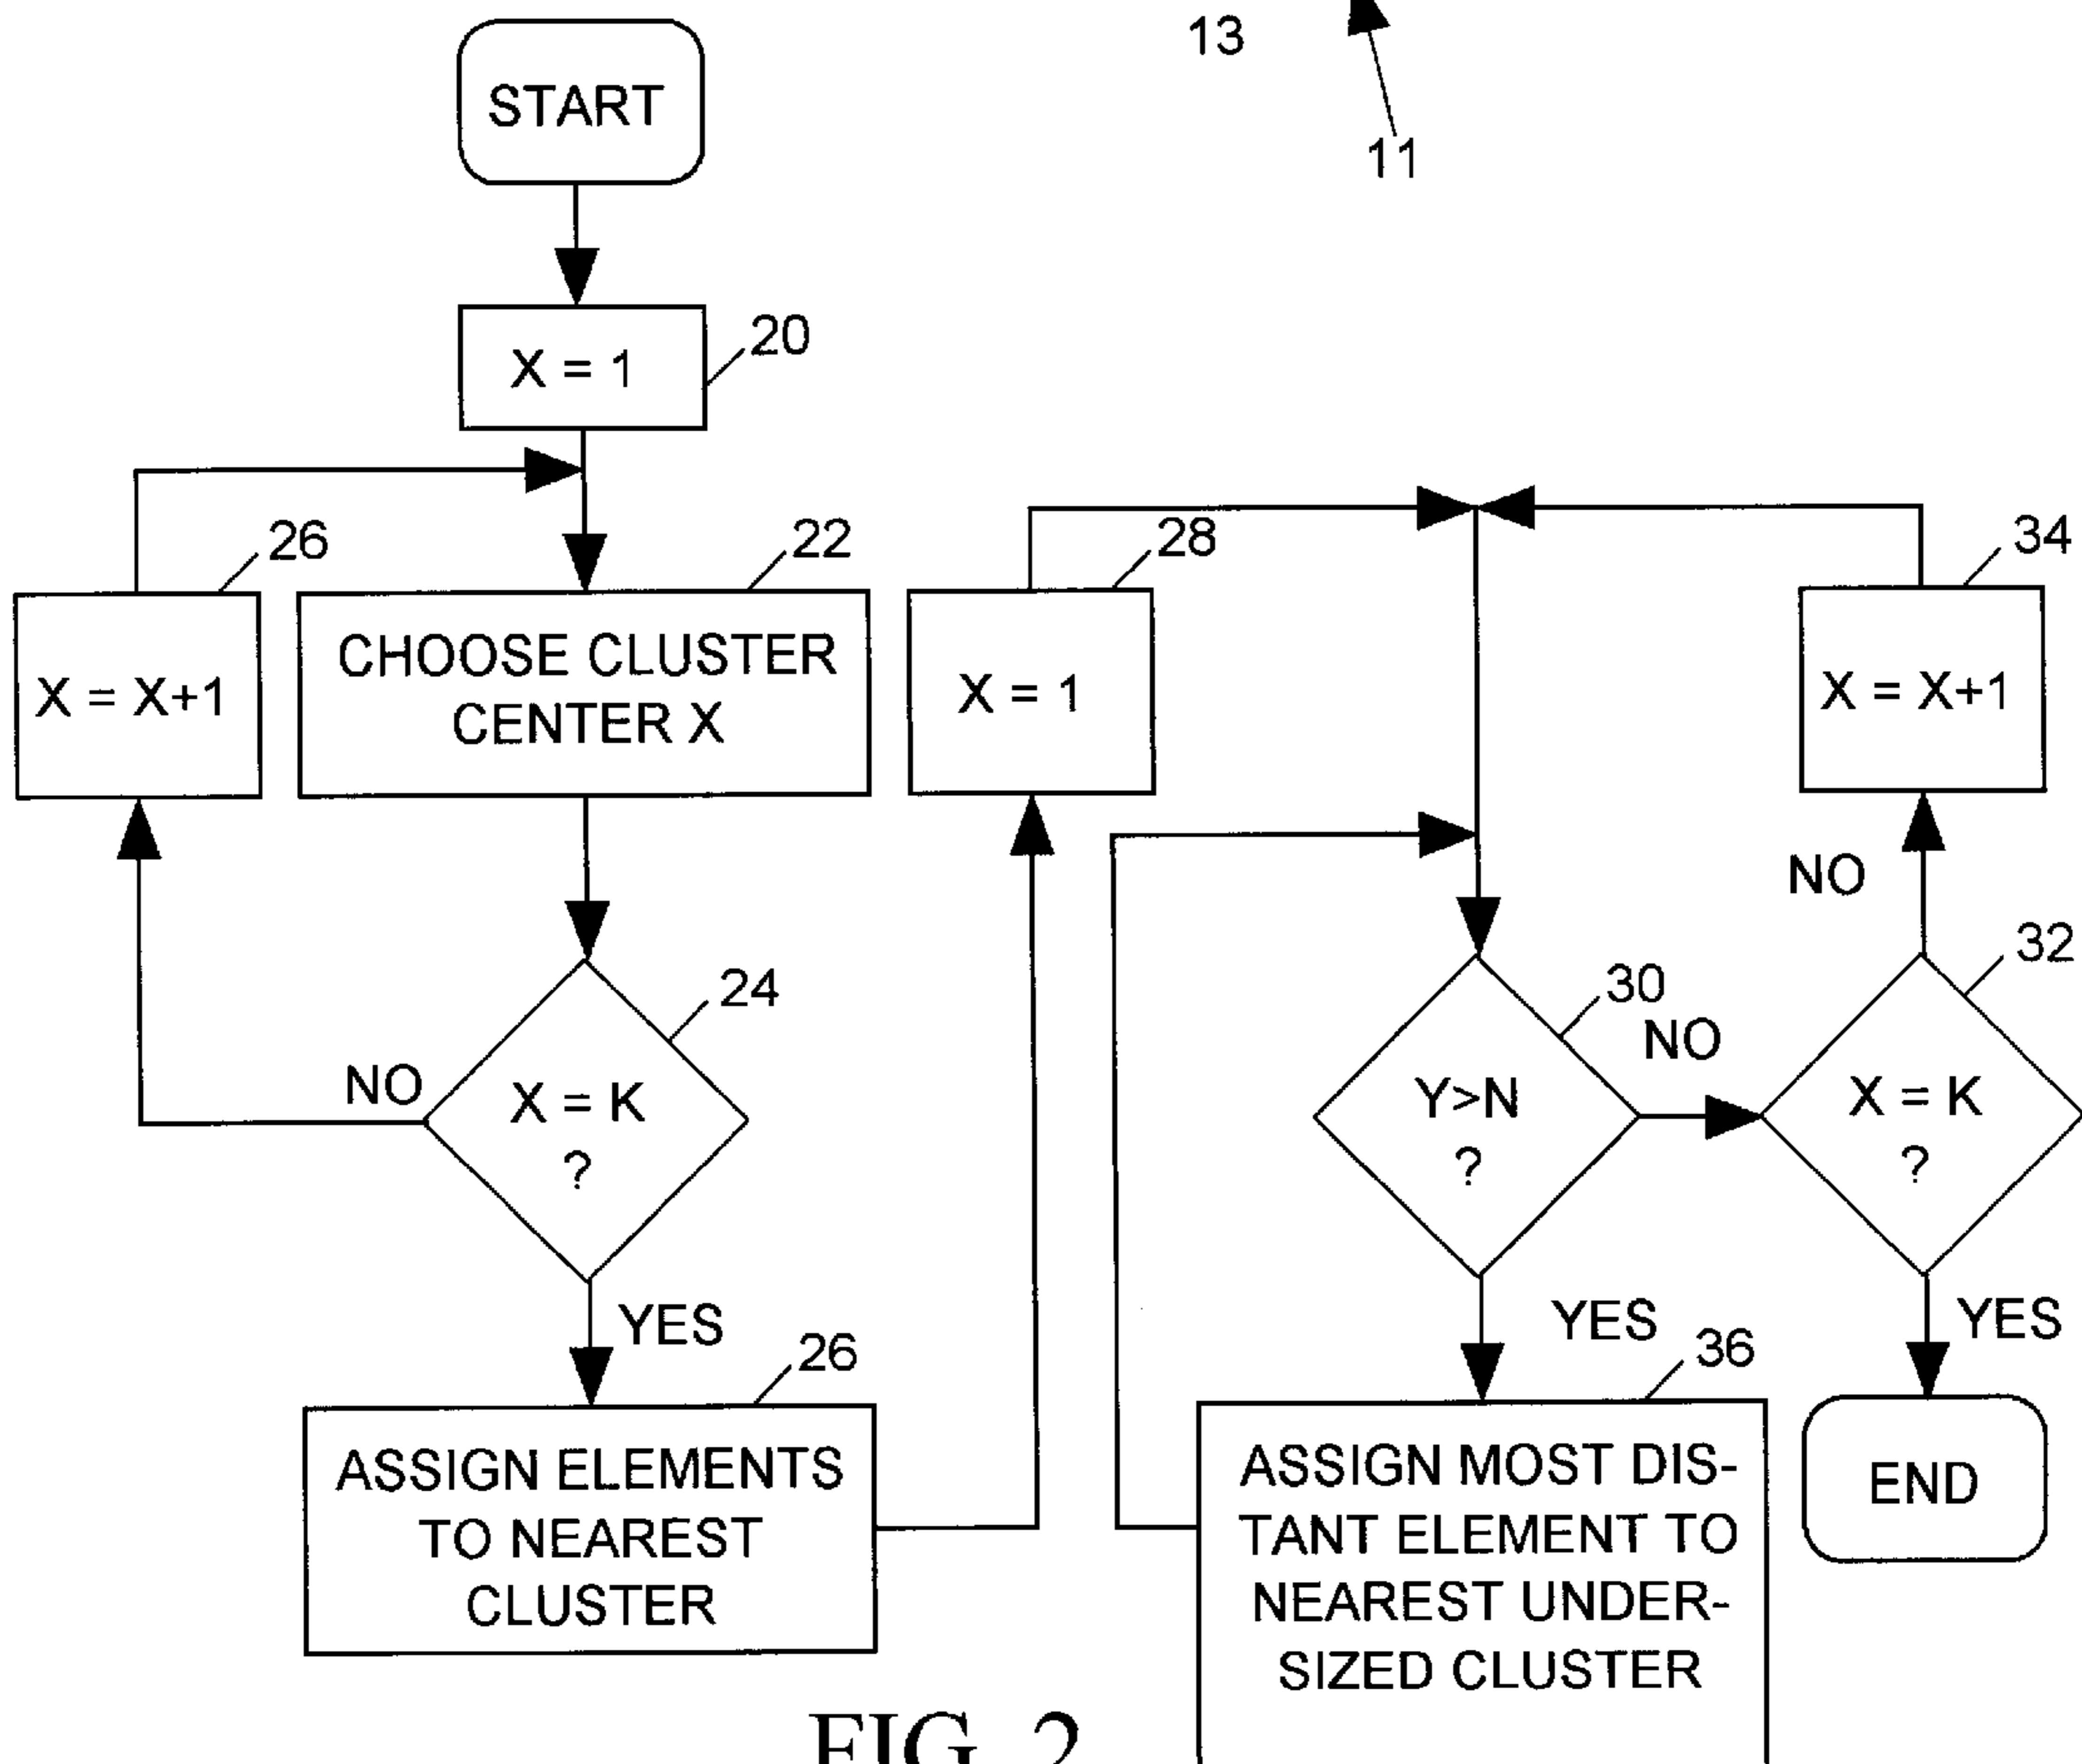 13
11
START
X = 1
20
26
X = X+1
22
CHOOSE CLUSTER
CENTER X
28
X = 1
34
X = X+1
24
X = K
?
NO
YES
26
ASSIGN ELEMENTS
TO NEAREST
CLUSTER
30
Y>N
?
NO
YES
32
X = K
?
NO
YES
36
ASSIGN MOST DIS-
TANT ELEMENT TO
NEAREST UNDER-
SIZED CLUSTER
END
FIG. 2